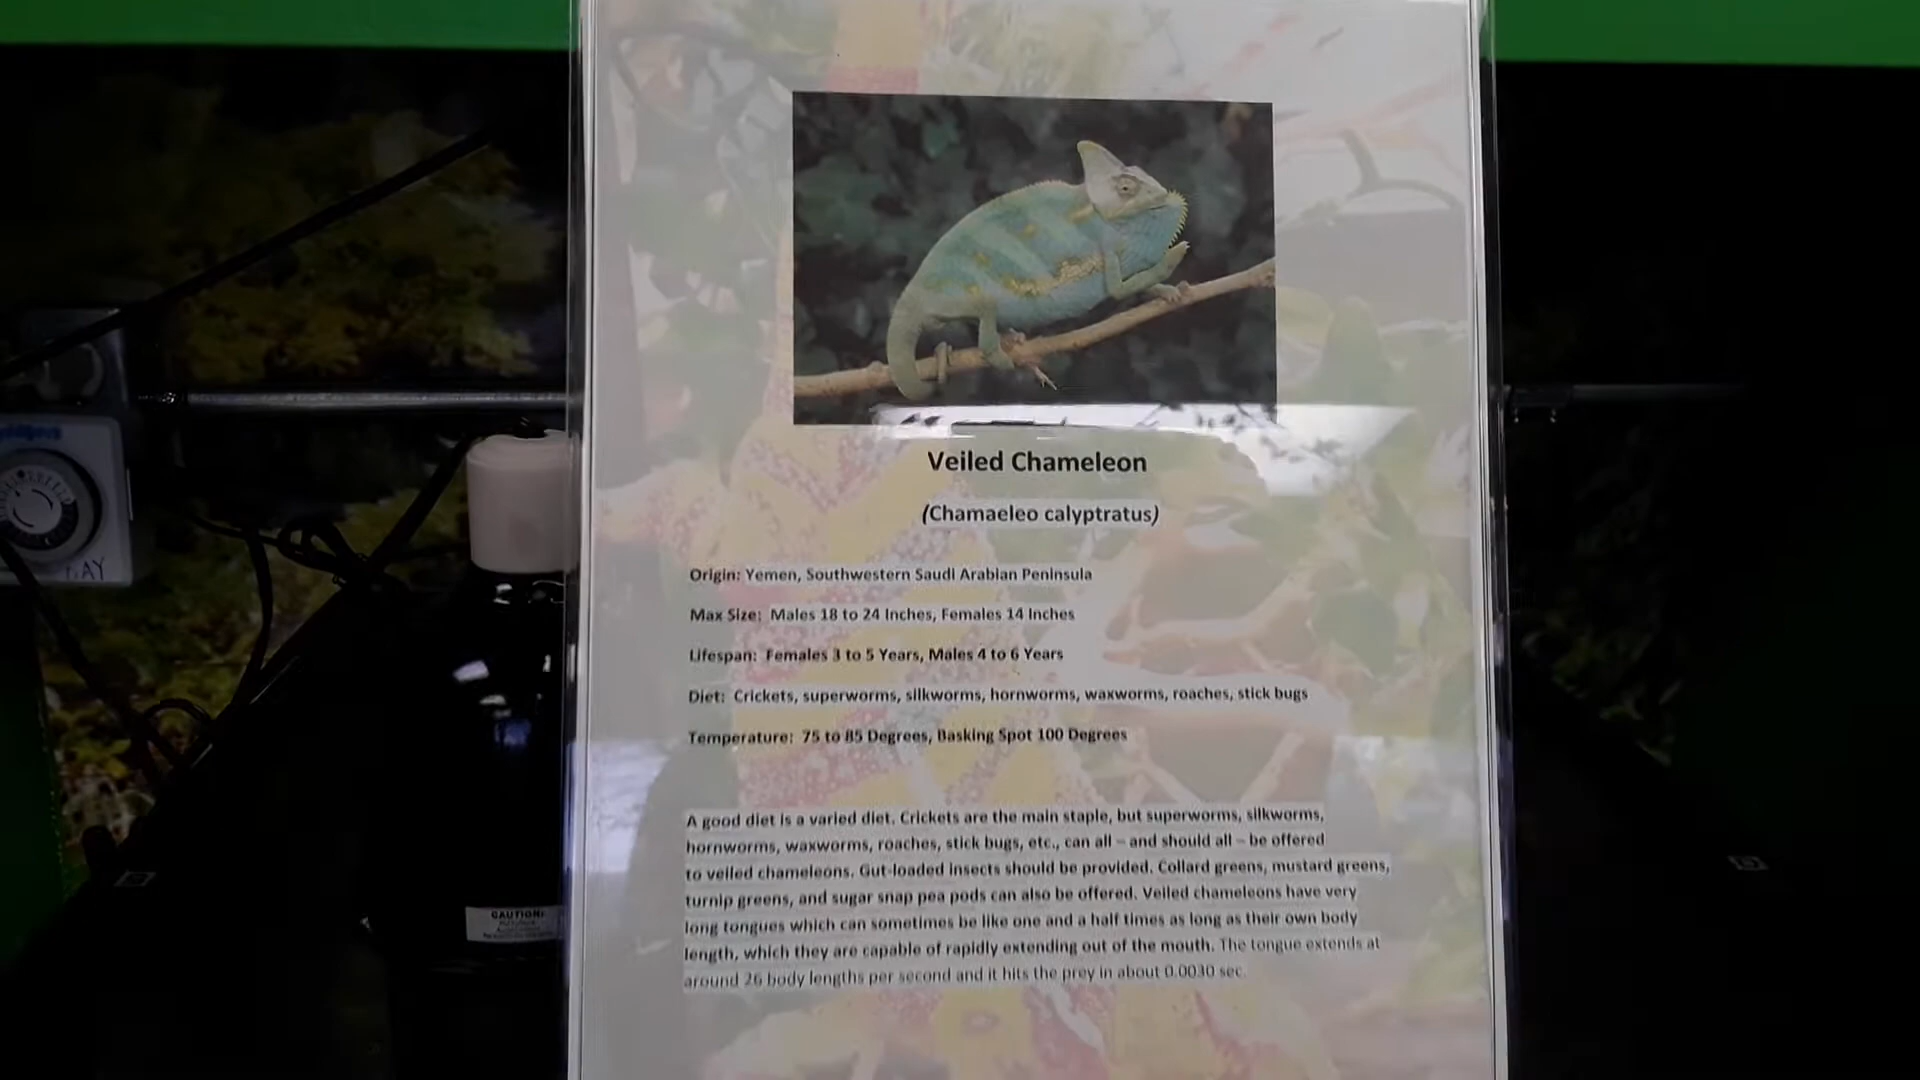 Veiled Chameleon
(Chamaeleo calyptratus)
Origin: Yemen, Southwestern Saudi Arabian Peninsula
Max Size: Males 18 to 24 Inches, Females 14 Inches
Lifespan: Females 3 to 5 Years, Males 4 to 6 Years
Diet: Crickets, superworms, silkworms, hornworms, waxworms, roaches, stick bugs
Temperature: 75 to 85 Degrees, Basking Spot 100 Degrees
A good diet is a varied diet. Crickets are the main staple, but superworms, silkworms,
hornworms, waxworms, roaches, stick bugs, etc., can all – and should all – be offered
to veiled chameleons. Gut-loaded insects should be provided. Collard greens, mustard greens,
turnip greens, and sugar snap pea pods can also be offered. Veiled chameleons have very
long tongues which can sometimes be like one and a half times as long as their own body
length, which they are capable of rapidly extending out of the mouth. The tongue extends at
around 26 body lengths per second and it hits the prey in about 0.0030 sec.
CAUTION: